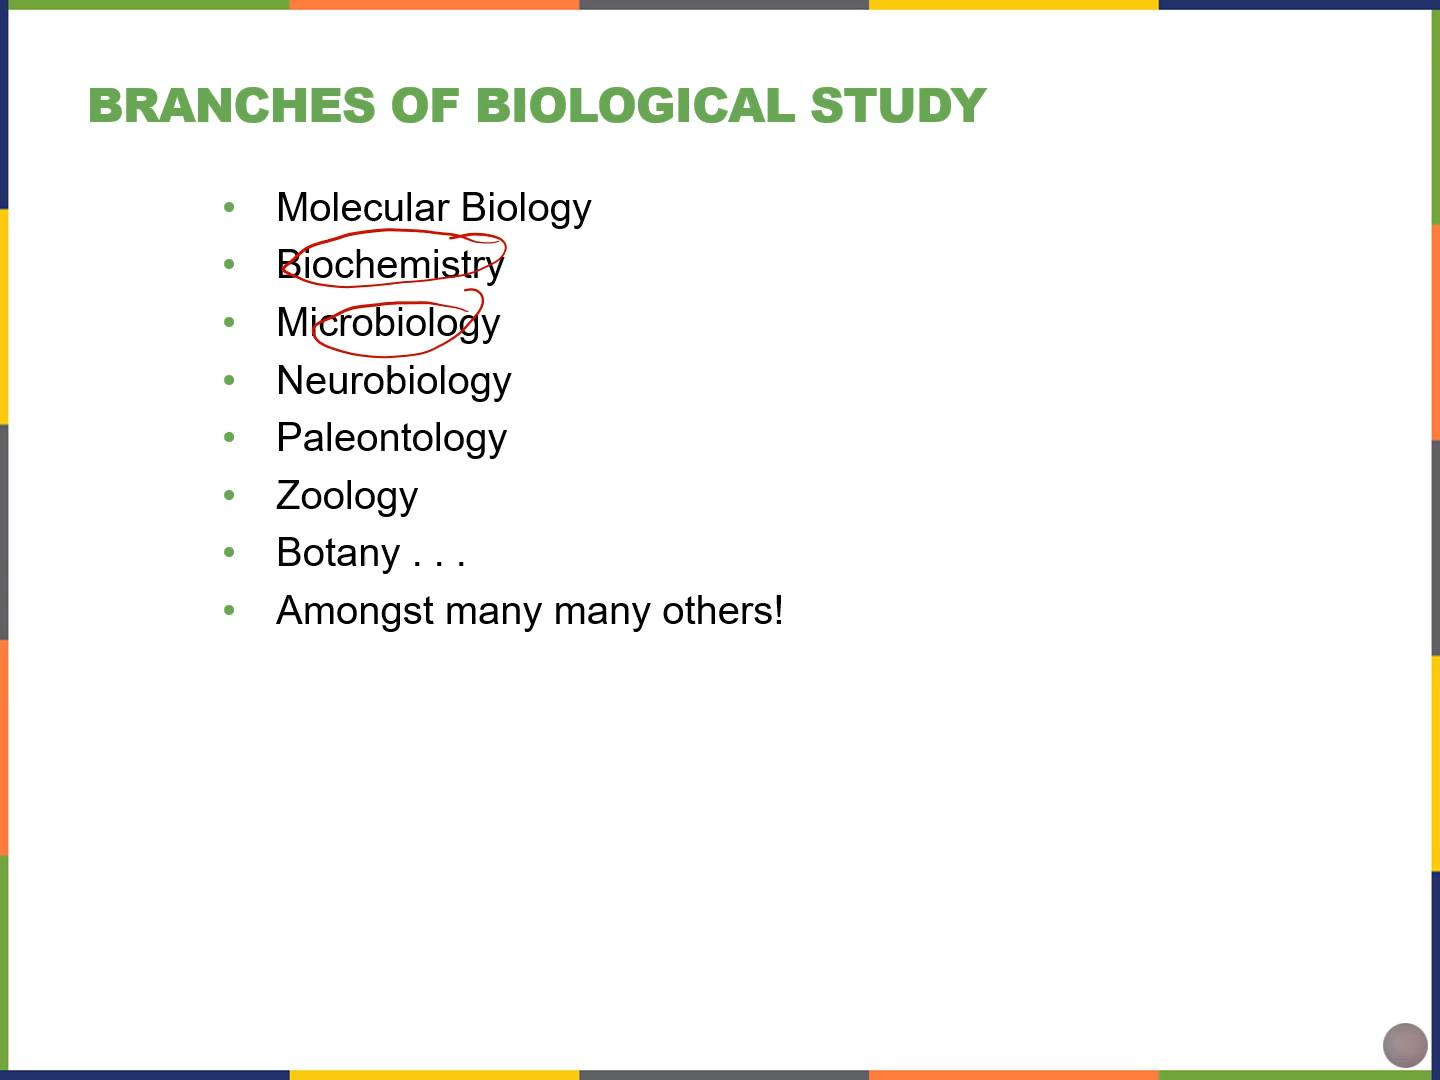 BRANCHES OF BIOLOGICAL STUDY
• Molecular Biology
• Biochemistry
• Microbiology
• Neurobiology
• Paleontology
• Zoology
• Botany . . .
• Amongst many many others!